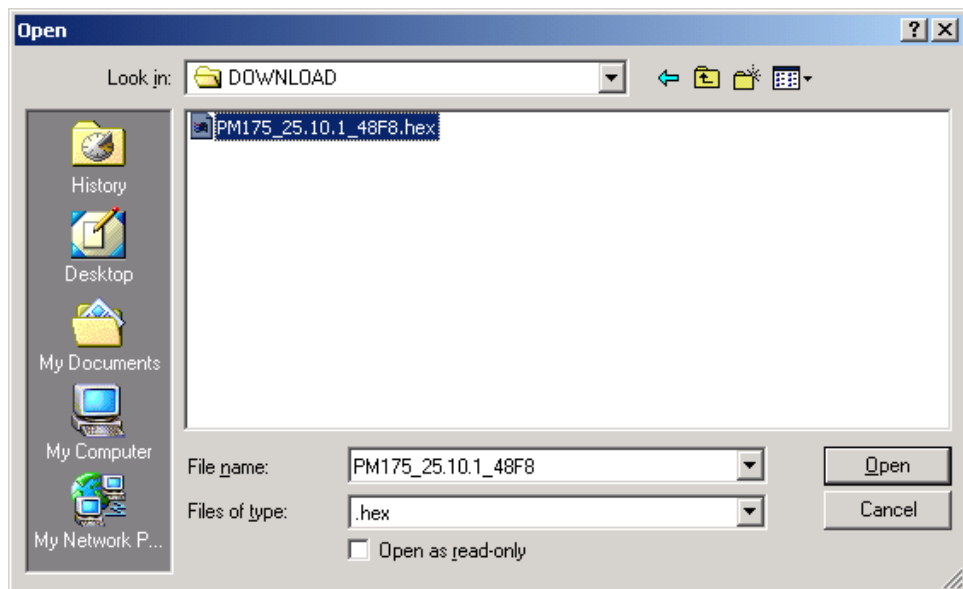 Open
Look in: DOWNLOAD
PM175_25.10.1_48F8.hex
History
Desktop
My Documents
My Computer
My Network P...
File name: PM175_25.10.1_48F8 Open
Files of type: .hex Cancel
Open as read-only